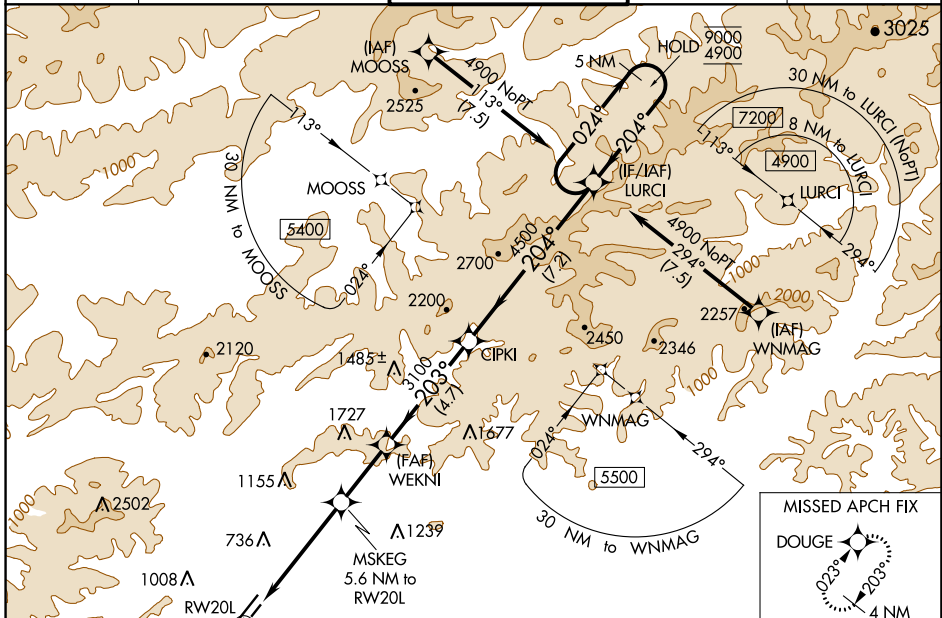 3025
(IAF)
MOOSS
4900 NoPT
113°
(7.5)
2525
5 NM
HOLD
9000
4900
024°
204°
(IE/IAF)
LURCI
30 NM to LURCI (NoPT)
7200
8 NM to LURCI
4900
113°
LURCI
294°
1000
113°
MOOSS
5400
30 NM to MOOSS
024°
4500
204°
(7.2)
2700
4900 NoPT
294°
(7.5)
1000
2000
2257
(IAF)
WNMAG
2200
2120
1485±
CIPKI
3100
203°
(4.7)
2450
2346
1000
1727
1677
(FAF)
WEKNI
1155
WNMAG
024°
294°
5500
30 NM to WNMAG
1000
2502
736
1239
MSKEG
5.6 NM to
RW20L
1008
RW20L
MISSED APCH FIX
DOUGE
023°
203°
4 NM